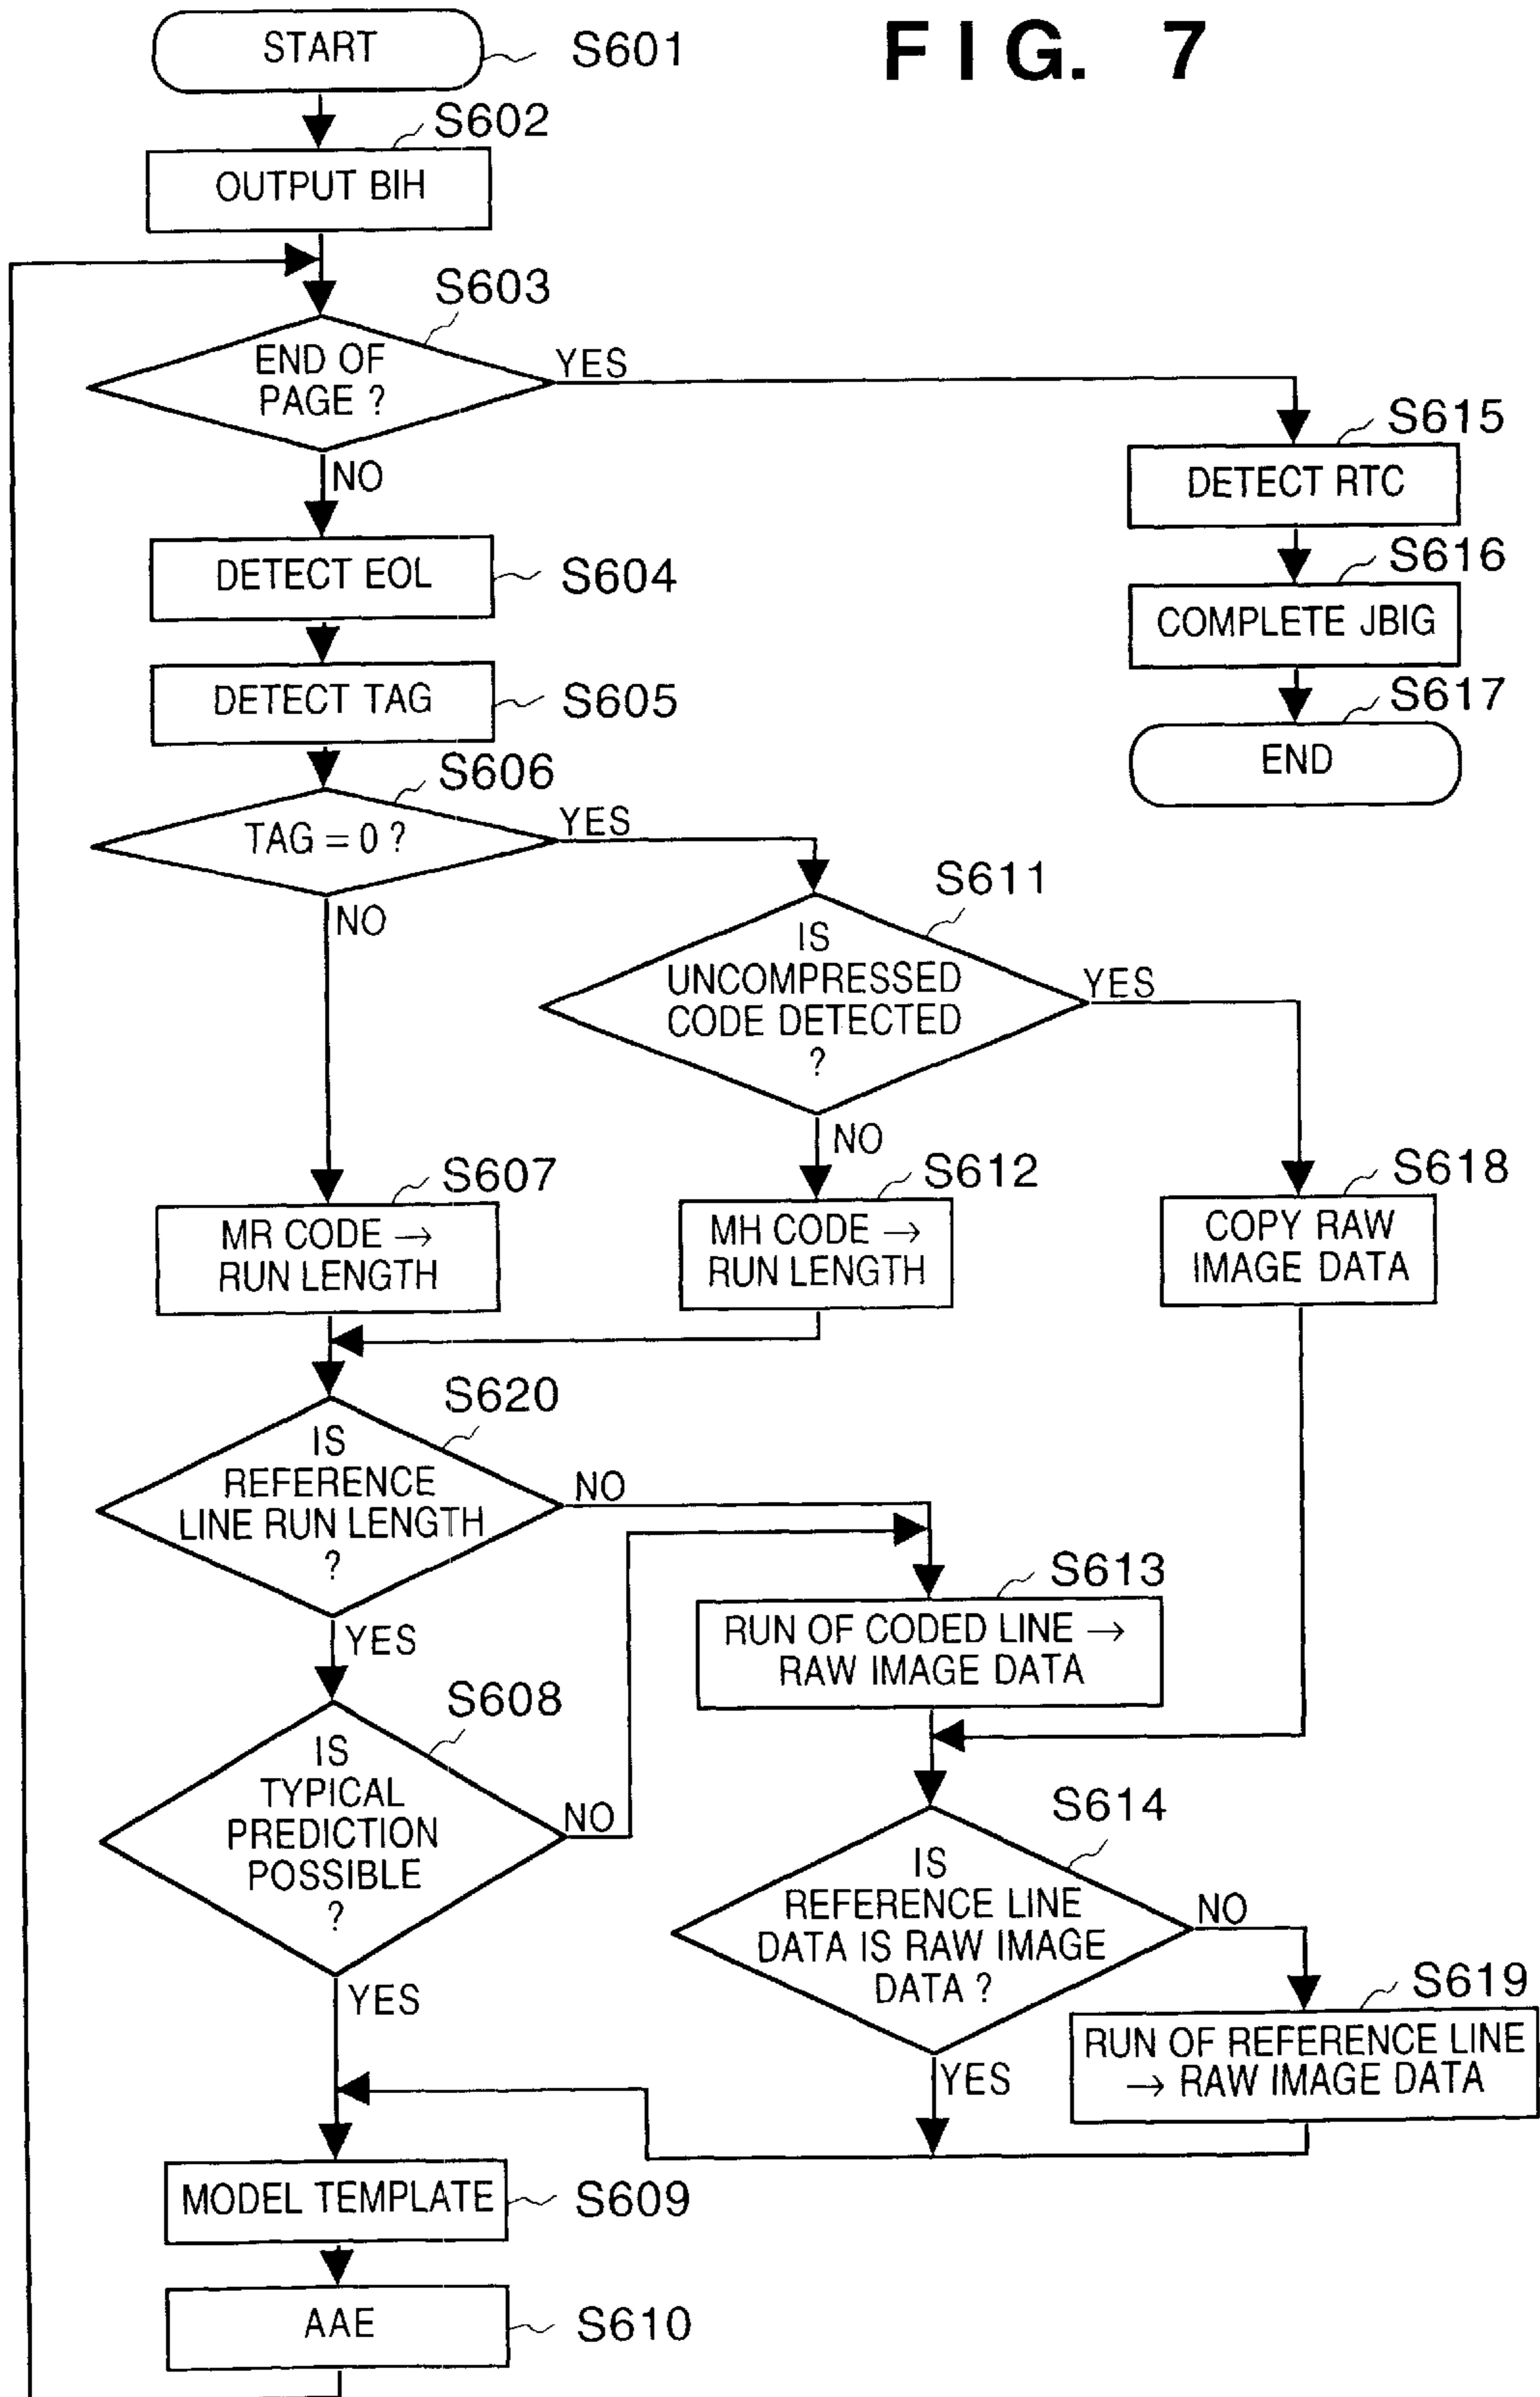 FIG. 7
START
S601
S602
OUTPUT BIH
S603
END OF
PAGE ?
YES
NO
S615
DETECT RTC
S604
DETECT EOL
S616
COMPLETE JBIG
S605
DETECT TAG
S617
END
S606
TAG = 0 ?
YES
NO
S611
IS
UNCOMPRESSED
CODE DETECTED
?
YES
NO
S607
MR CODE →
RUN LENGTH
S612
MH CODE →
RUN LENGTH
S618
COPY RAW
IMAGE DATA
S620
IS
REFERENCE
LINE RUN LENGTH
?
NO
YES
S613
RUN OF CODED LINE →
RAW IMAGE DATA
S608
IS
TYPICAL
PREDICTION
POSSIBLE
?
NO
YES
S614
IS
REFERENCE LINE
DATA IS RAW IMAGE
DATA ?
NO
YES
S619
RUN OF REFERENCE LINE
→ RAW IMAGE DATA
MODEL TEMPLATE
S609
AAE
S610